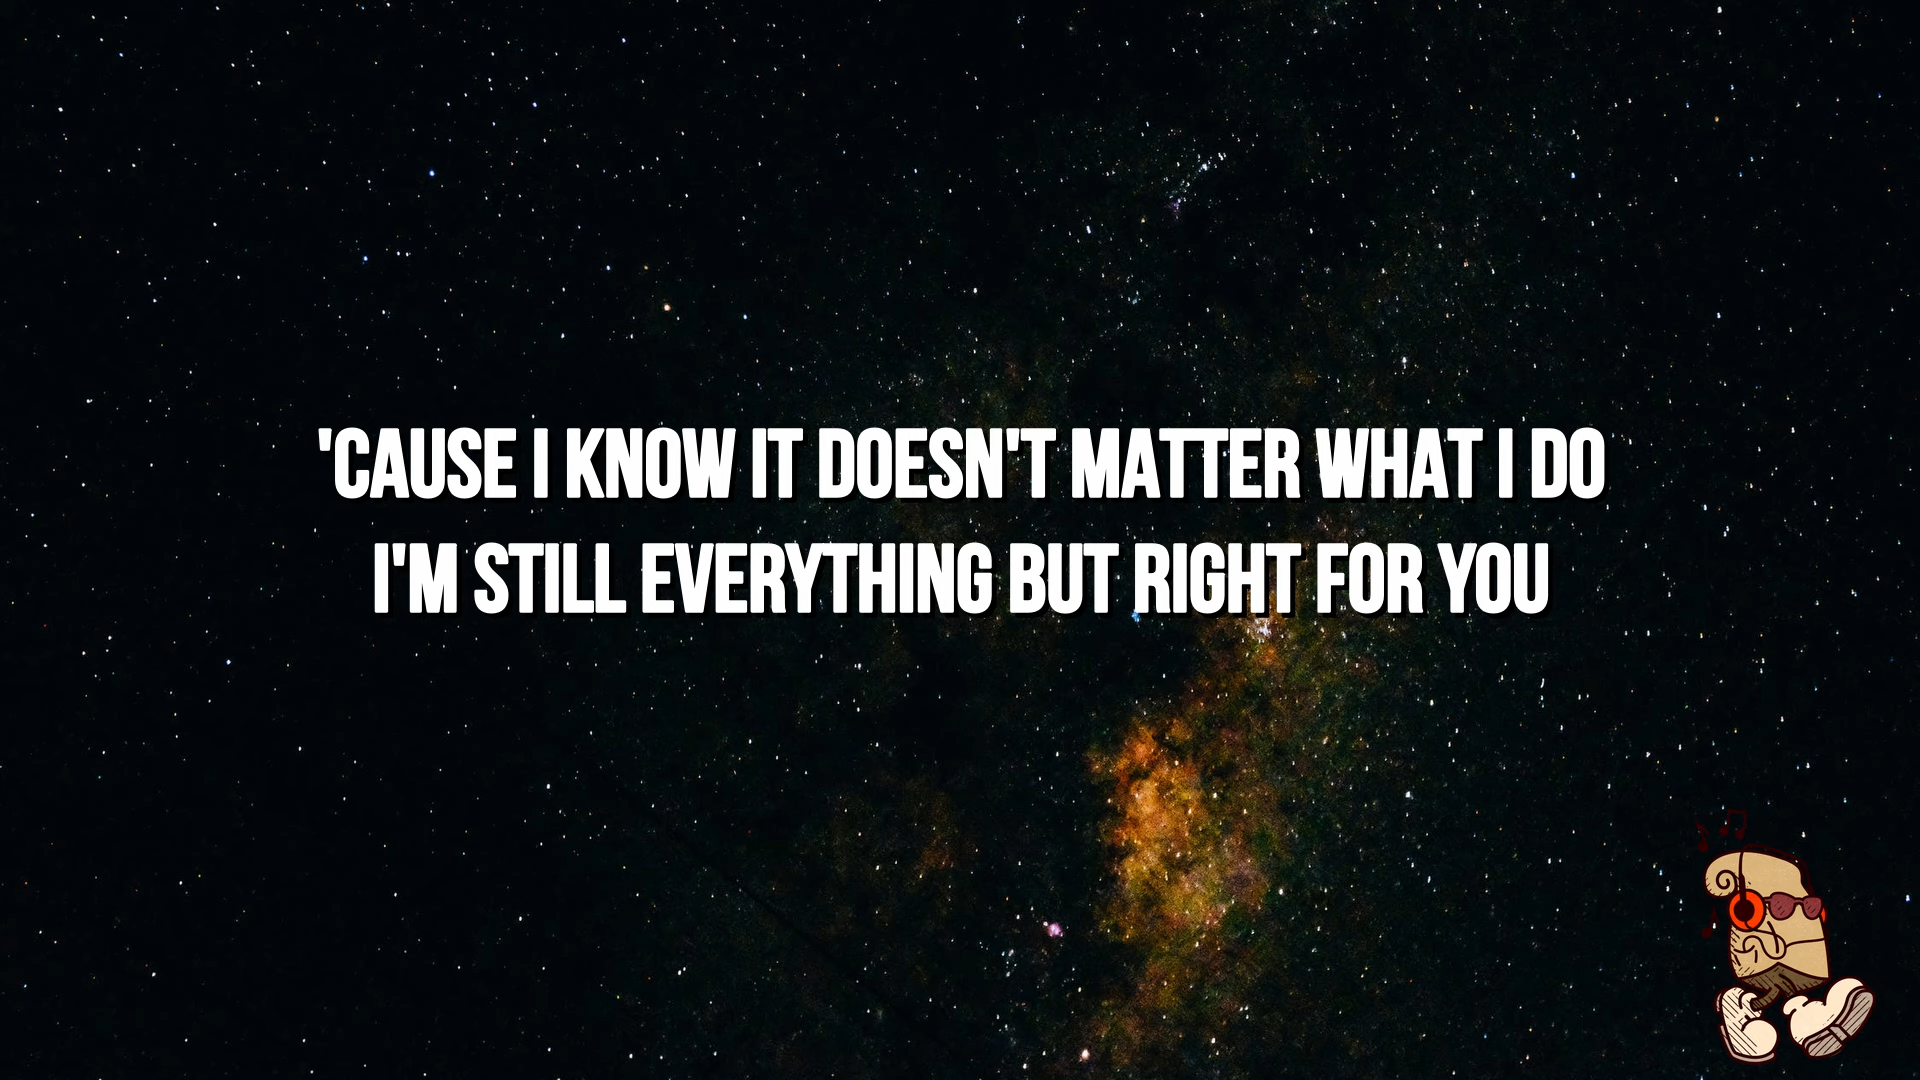 'CAUSE I KNOW IT DOESN'T MATTER WHAT I DO
I'M STILL EVERYTHING BUT RIGHT FOR YOU